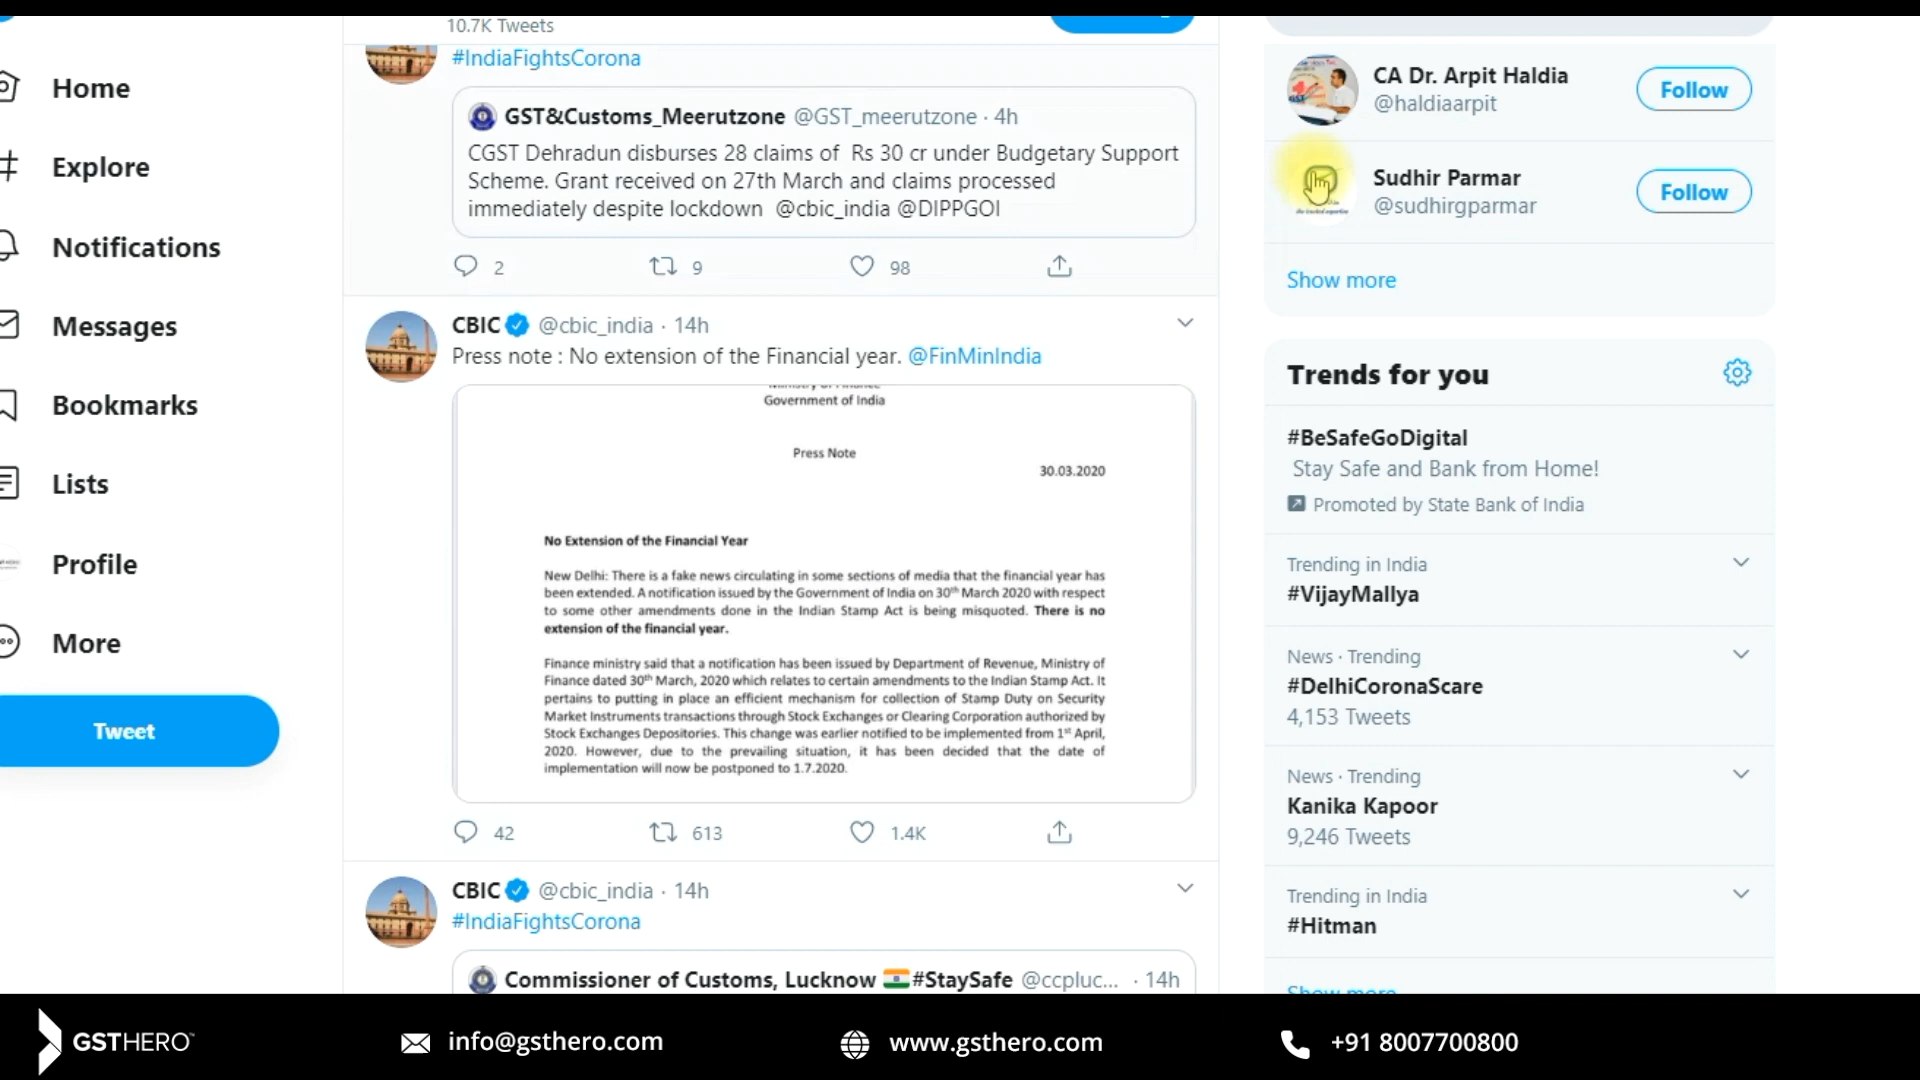 10.7K Tweets
Home
Explore
Notifications
Messages
Bookmarks
Lists
Profile
More
Tweet
#IndiaFightsCorona
GST&Customs_Meerutzone @GST_meerutzone · 4h
CGST Dehradun disburses 28 claims of Rs 30 cr under Budgetary Support
Scheme. Grant received on 27th March and claims processed
immediately despite lockdown @cbic_india @DIPPGOI
2 9 98
CBIC @cbic_india · 14h
Press note : No extension of the Financial year. @FinMinIndia
Ministry of Finance
Government of India
Press Note
30.03.2020
No Extension of the Financial Year
New Delhi: There is a fake news circulating in some sections of media that the financial year has
been extended. A notification issued by the Government of India on 30th March 2020 with respect
to some other amendments done in the Indian Stamp Act is being misquoted. There is no
extension of the financial year.
Finance ministry said that a notification has been issued by Department of Revenue, Ministry of
Finance dated 30th March, 2020 which relates to certain amendments to the Indian Stamp Act. It
pertains to putting in place an efficient mechanism for collection of Stamp Duty on Security
Market Instruments transactions through Stock Exchanges or Clearing Corporation authorized by
Stock Exchanges Depositories. This change was earlier notified to be implemented from 1st April,
2020. However, due to the prevailing situation, it has been decided that the date of
implementation will now be postponed to 1.7.2020.
42 613 1.4K
CBIC @cbic_india · 14h
#IndiaFightsCorona
Commissioner of Customs, Lucknow #StaySafe @ccpluc... · 14h
CA Dr. Arpit Haldia
@haldiaarpit
Follow
Sudhir Parmar
@sudhirgparmar
Follow
Show more
Trends for you
#BeSafeGoDigital
Stay Safe and Bank from Home!
Promoted by State Bank of India
Trending in India
#VijayMallya
News · Trending
#DelhiCoronaScare
4,153 Tweets
News · Trending
Kanika Kapoor
9,246 Tweets
Trending in India
#Hitman
Show more
GSTHERO™
info@gsthero.com
www.gsthero.com
+91 8007700800